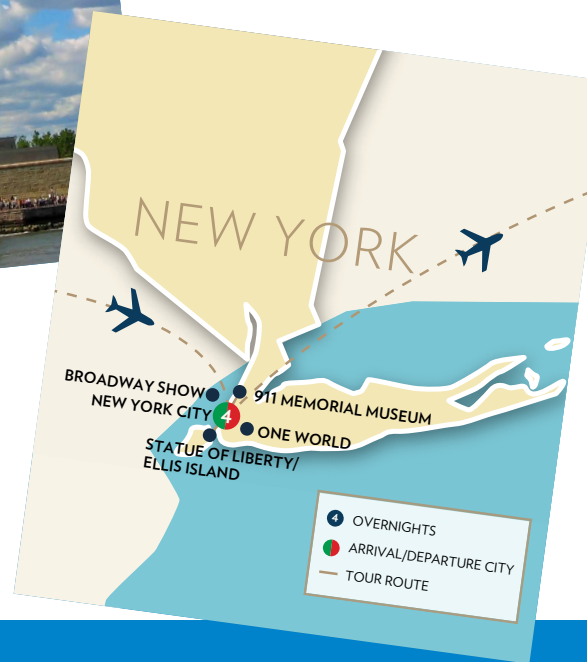 NEW YORK
BROADWAY SHOW
911 MEMORIAL MUSEUM
NEW YORK CITY
4
ONE WORLD
STATUE OF LIBERTY/
ELLIS ISLAND
4 OVERNIGHTS
ARRIVAL/DEPARTURE CITY
TOUR ROUTE